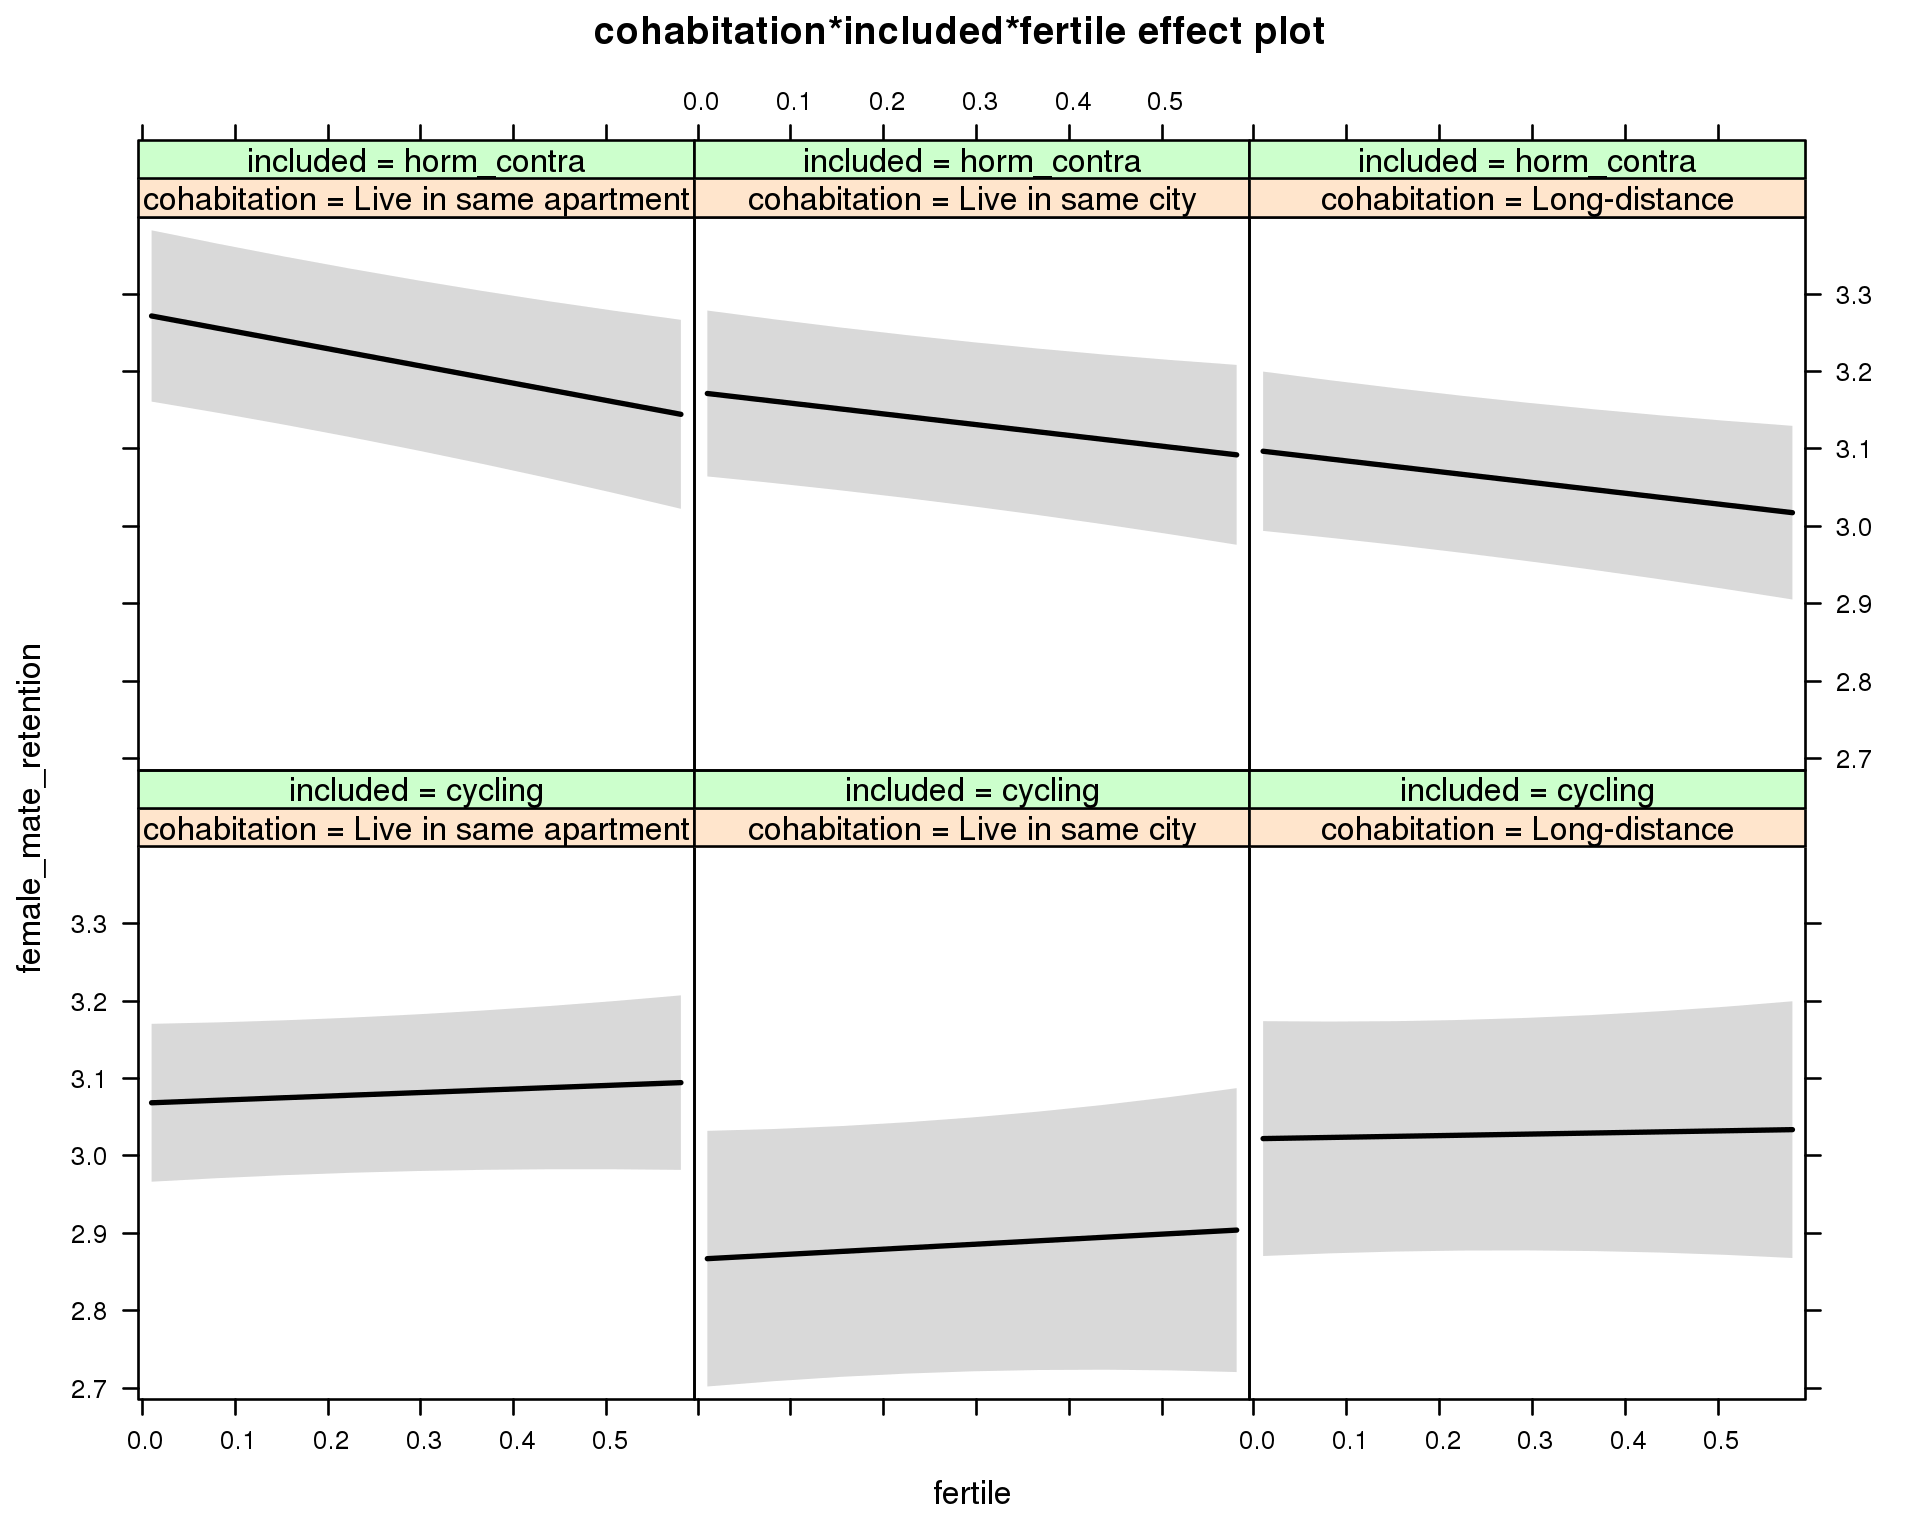 cohabitation*included*fertile effect plot
0.0 0.1 0.2 0.3 0.4 0.5
included = horm_contra included = horm_contra included = horm_contra
cohabitation = Live in same apartment cohabitation = Live in same city cohabitation = Long-distance
3.3
3.2
3.1
3.0
2.9
2.8
2.7
female_mate_retention
included = cycling included = cycling included = cycling
cohabitation = Live in same apartment cohabitation = Live in same city cohabitation = Long-distance
3.3
3.2
3.1
3.0
2.9
2.8
2.7
0.0 0.1 0.2 0.3 0.4 0.5 0.0 0.1 0.2 0.3 0.4 0.5
fertile